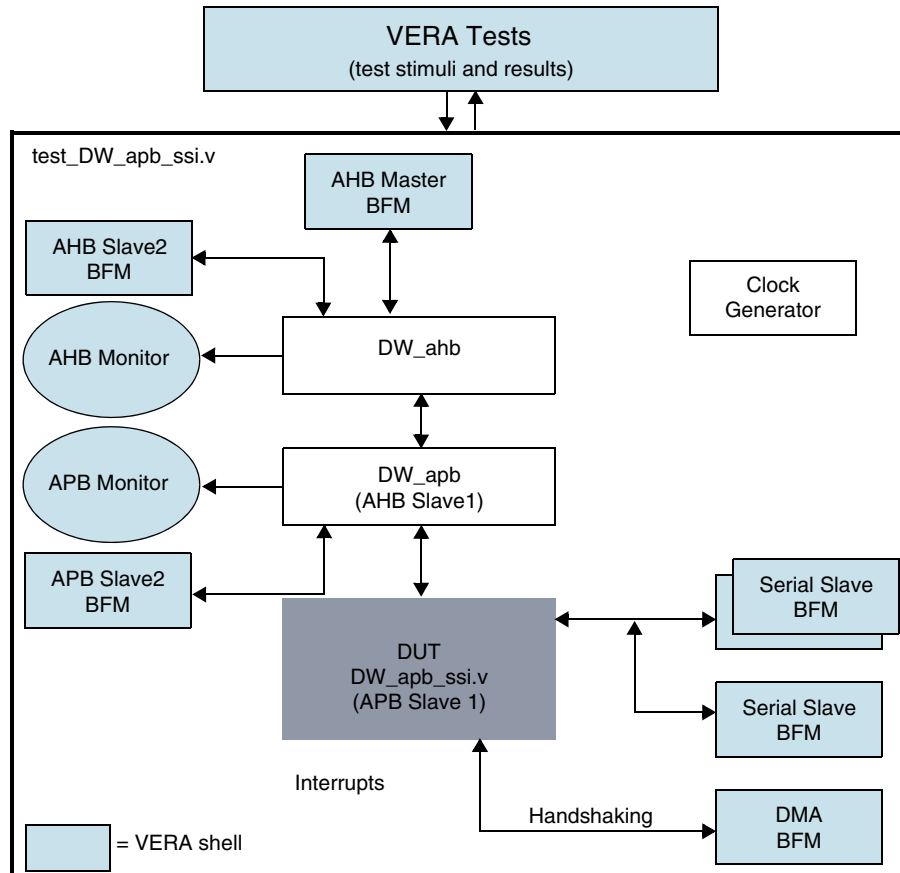 VERA Tests
(test stimuli and results)
test_DW_apb_ssi.v
AHB Master
BFM
AHB Slave2
BFM
Clock
Generator
AHB Monitor
DW_ahb
APB Monitor
DW_apb
(AHB Slave1)
APB Slave2
BFM
Serial Slave
BFM
DUT
DW_apb_ssi.v
(APB Slave 1)
Serial Slave
BFM
Interrupts
Handshaking
DMA
BFM
= VERA shell